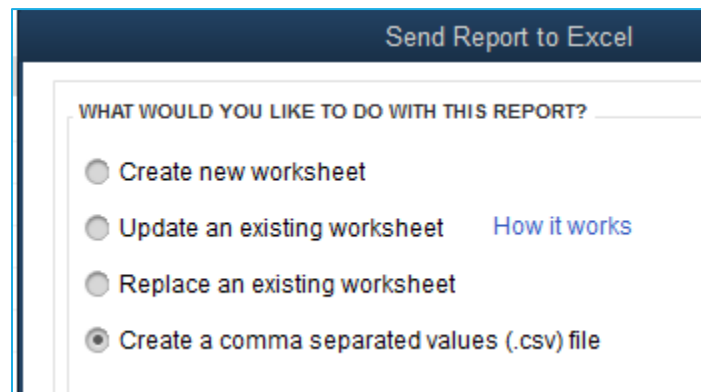 Send Report to Excel
WHAT WOULD YOU LIKE TO DO WITH THIS REPORT?
Create new worksheet
Update an existing worksheet How it works
Replace an existing worksheet
Create a comma separated values (.csv) file